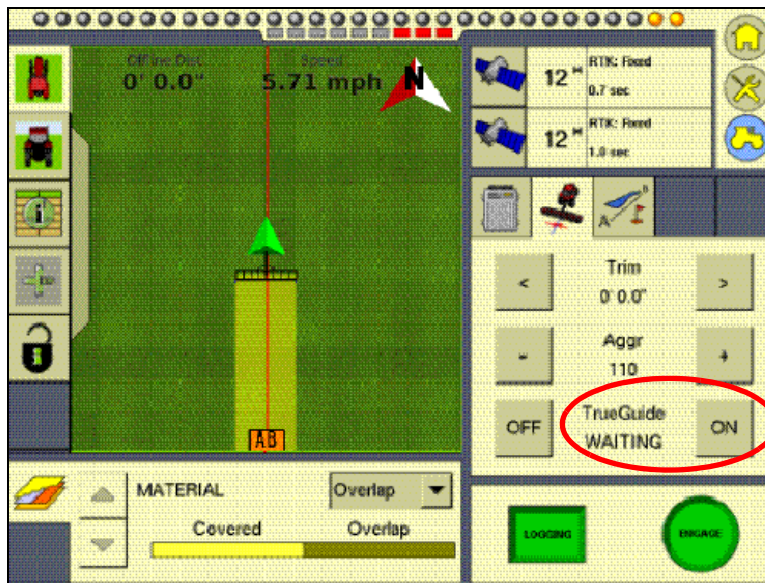 Offline Dist.
0' 0.0"
Speed
5.71 mph
N
12
RTK: Fixed
0.7 sec
12
RTK: Fixed
1.0 sec
A
B
<
Trim
0' 0.0"
>
-
Aggr
110
+
OFF
TrueGuide
WAITING
ON
AB
MATERIAL
Overlap
Covered
Overlap
LOGGING
ENGAGE